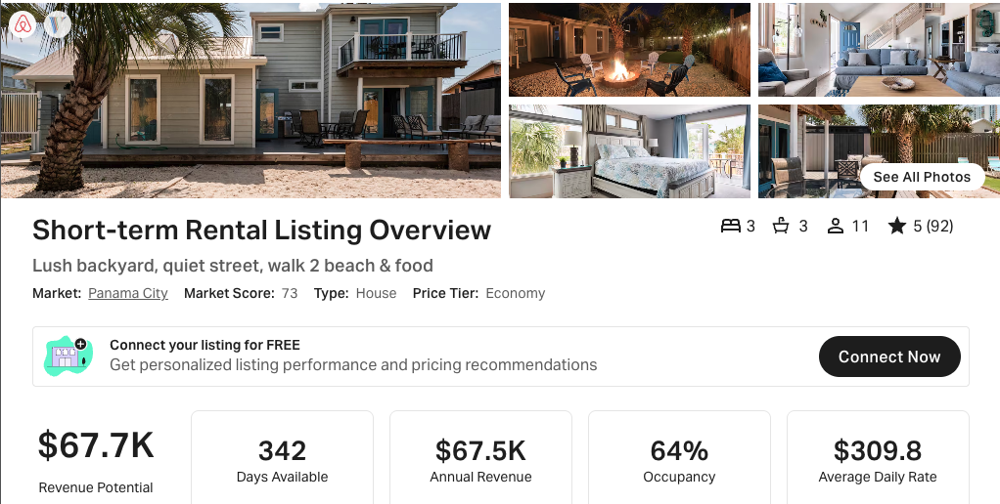 See All Photos
Short-term Rental Listing Overview
3 3 11 5 (92)
Lush backyard, quiet street, walk 2 beach & food
Market: Panama City Market Score: 73 Type: House Price Tier: Economy
Connect your listing for FREE
Get personalized listing performance and pricing recommendations
Connect Now
$67.7K
Revenue Potential
342
Days Available
$67.5K
Annual Revenue
64%
Occupancy
$309.8
Average Daily Rate